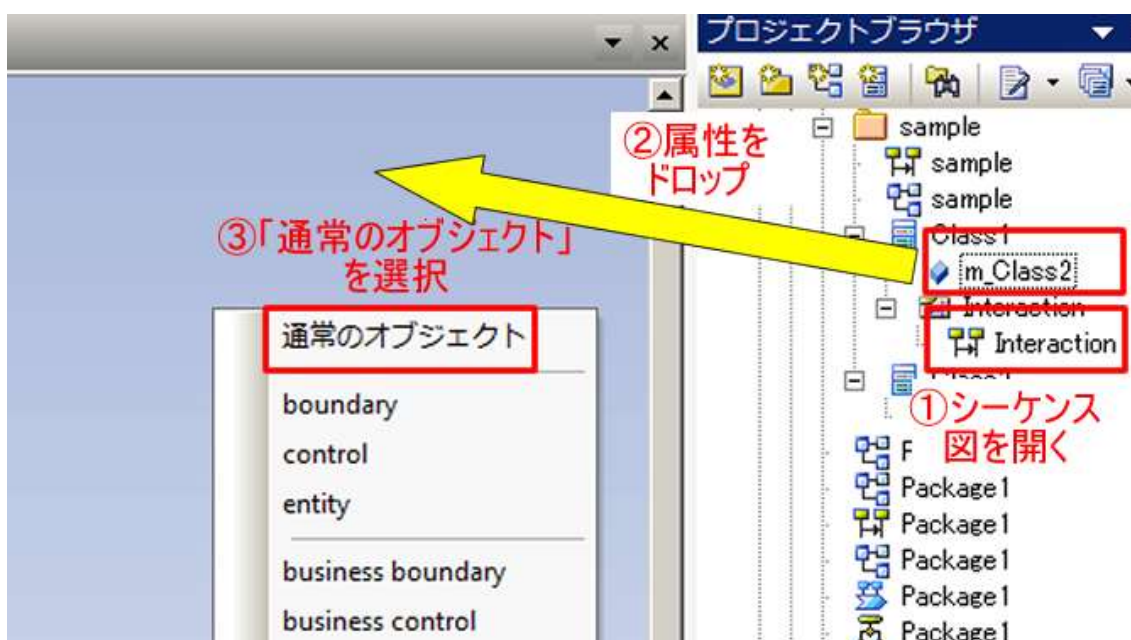 プロジェクトブラウザ
sample
sample
sample
Class1
m_Class2
Interaction
Interaction
F
Package1
Package1
Package1
Package1
Package1
②属性を
ドロップ
③「通常のオブジェクト」
を選択
①シーケンス
図を開く
通常のオブジェクト
boundary
control
entity
business boundary
business control